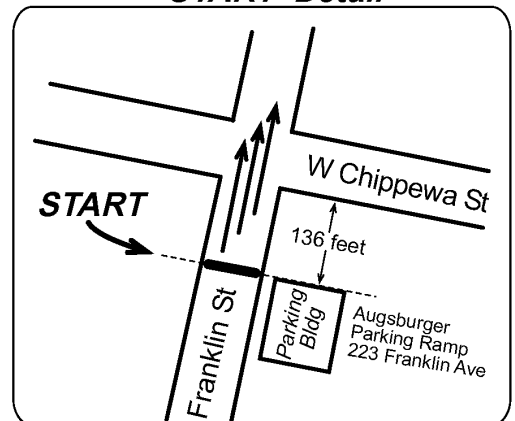 START Detail
W Chippewa St
START
136 feet
Franklin St
Parking
Bldg
Augsburger
Parking Ramp
223 Franklin Ave